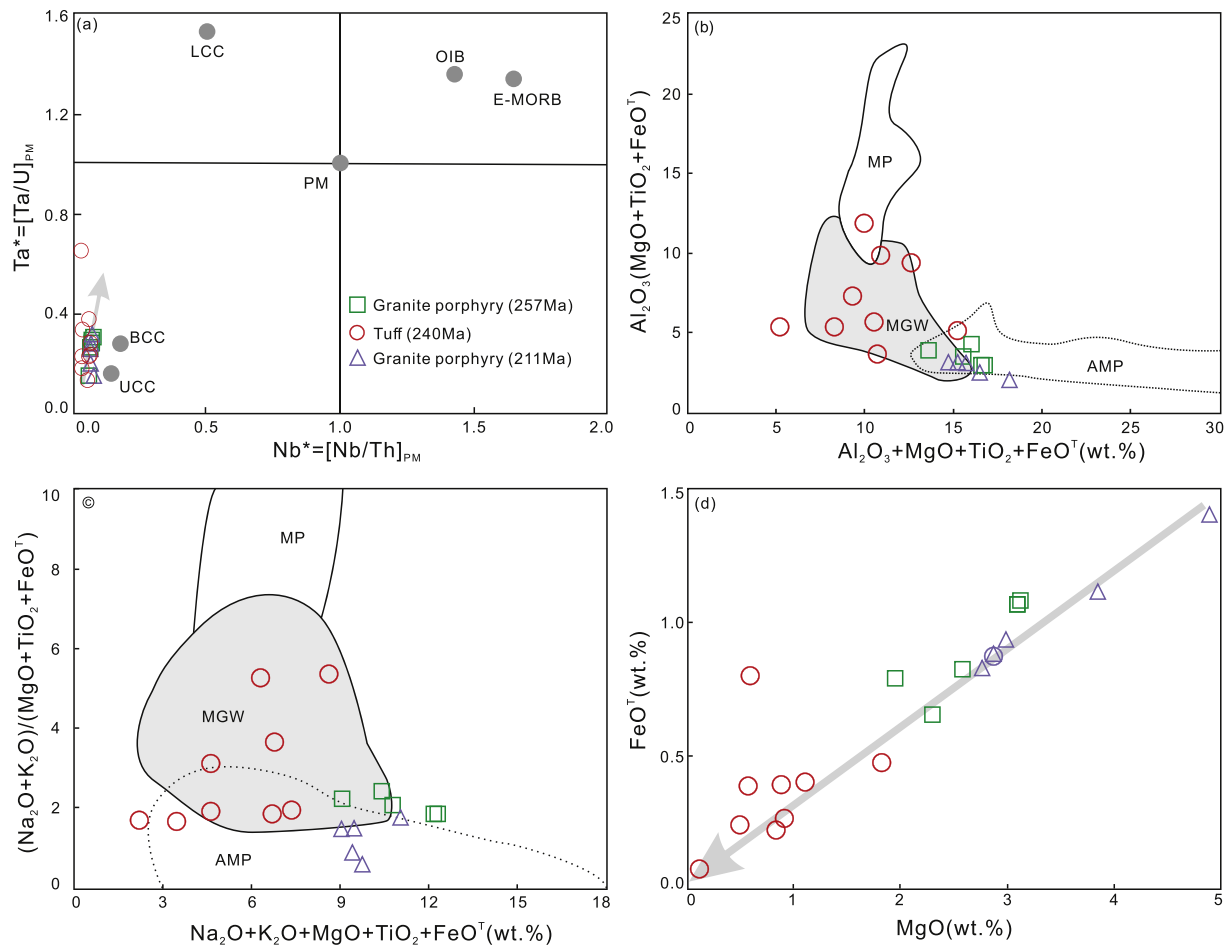 (a)
1.6
1.2
0.8
0.4
0.0
Ta*=[Ta/U]PM
LCC
OIB
E-MORB
PM
BCC
UCC
Granite porphyry (257Ma)
Tuff (240Ma)
Granite porphyry (211Ma)
0.0 0.5 1.0 1.5 2.0
Nb*=[Nb/Th]PM
(b)
25
20
15
10
5
0
Al₂O₃(MgO+TiO₂+FeOᵀ)
MP
MGW
AMP
0 5 10 15 20 25 30
Al₂O₃+MgO+TiO₂+FeOᵀ(wt.%)
©
10
8
6
4
2
0
(Na₂O+K₂O)/(MgO+TiO₂+FeOᵀ)
MP
MGW
AMP
3 6 9 12 15 18
Na₂O+K₂O+MgO+TiO₂+FeOᵀ(wt.%)
(d)
1.5
1.0
0.5
0.0
FeOᵀ(wt.%)
0 1 2 3 4 5
MgO(wt.%)